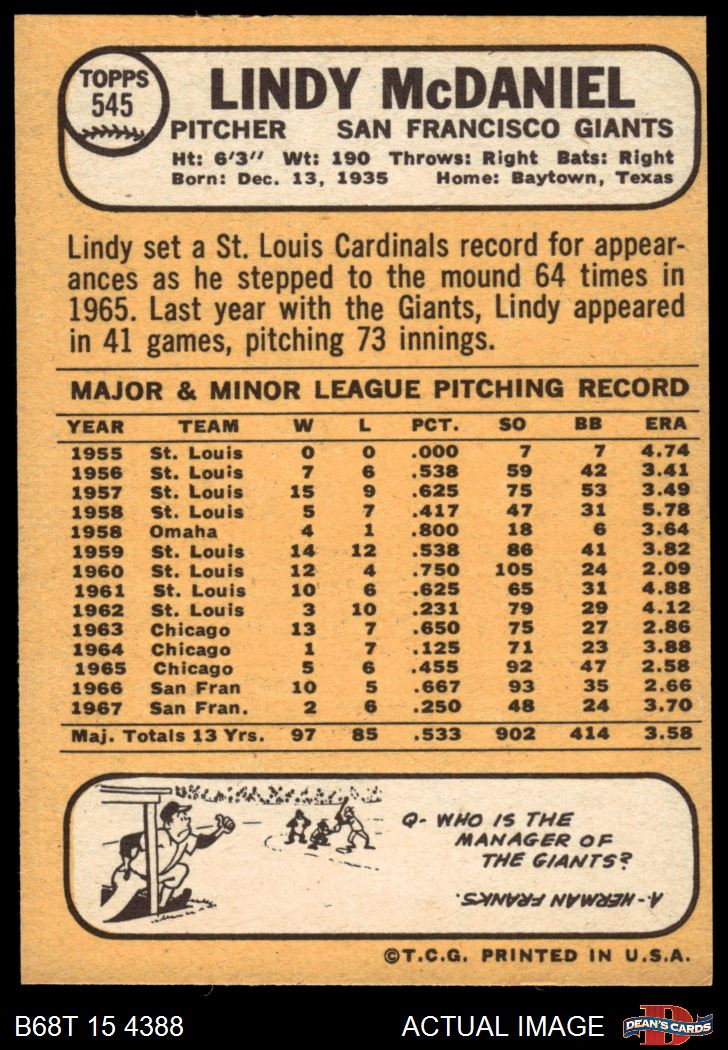 TOPPS
545
LINDY McDANIEL
PITCHER SAN FRANCISCO GIANTS
Ht: 6'3" Wt: 190 Throws: Right Bats: Right
Born: Dec. 13, 1935 Home: Baytown, Texas
Lindy set a St. Louis Cardinals record for appear-
ances as he stepped to the mound 64 times in
1965. Last year with the Giants, Lindy appeared
in 41 games, pitching 73 innings.
MAJOR & MINOR LEAGUE PITCHING RECORD
YEAR TEAM W L PCT. SO BB ERA
1955 St. Louis 0 0 .000 7 7 4.74
1956 St. Louis 7 6 .538 59 42 3.41
1957 St. Louis 15 9 .625 75 53 3.49
1958 St. Louis 5 7 .417 47 31 5.78
1958 Omaha 4 1 .800 18 6 3.64
1959 St. Louis 14 12 .538 86 41 3.82
1960 St. Louis 12 4 .750 105 24 2.09
1961 St. Louis 10 6 .625 65 31 4.88
1962 St. Louis 3 10 .231 79 29 4.12
1963 Chicago 13 7 .650 75 27 2.86
1964 Chicago 1 7 .125 71 23 3.88
1965 Chicago 5 6 .455 92 47 2.58
1966 San Fran 10 5 .667 93 35 2.66
1967 San Fran. 2 6 .250 48 24 3.70
Maj. Totals 13 Yrs. 97 85 .533 902 414 3.58
Q- WHO IS THE
MANAGER OF
THE GIANTS?
A- HERMAN FRANKS.
©T.C.G. PRINTED IN U.S.A.
B68T 15 4388 ACTUAL IMAGE
D
DEAN'S CARDS